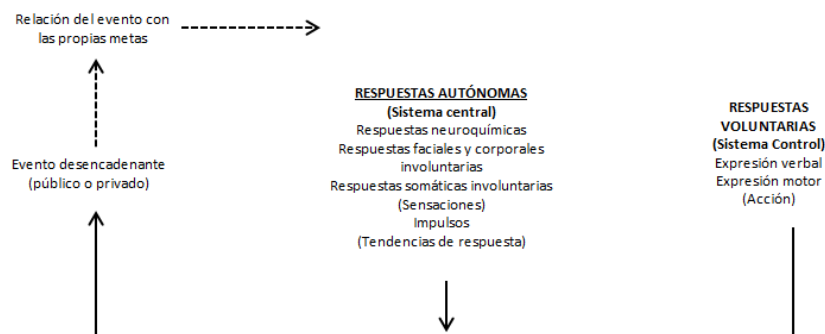 Relación del evento con
las propias metas
Evento desencadenante
(público o privado)
RESPUESTAS AUTÓNOMAS
(Sistema central)
Respuestas neuroquímicas
Respuestas faciales y corporales
involuntarias
Respuestas somáticas involuntarias
(Sensaciones)
Impulsos
(Tendencias de respuesta)
RESPUESTAS
VOLUNTARIAS
(Sistema Control)
Expresión verbal
Expresión motor
(Acción)